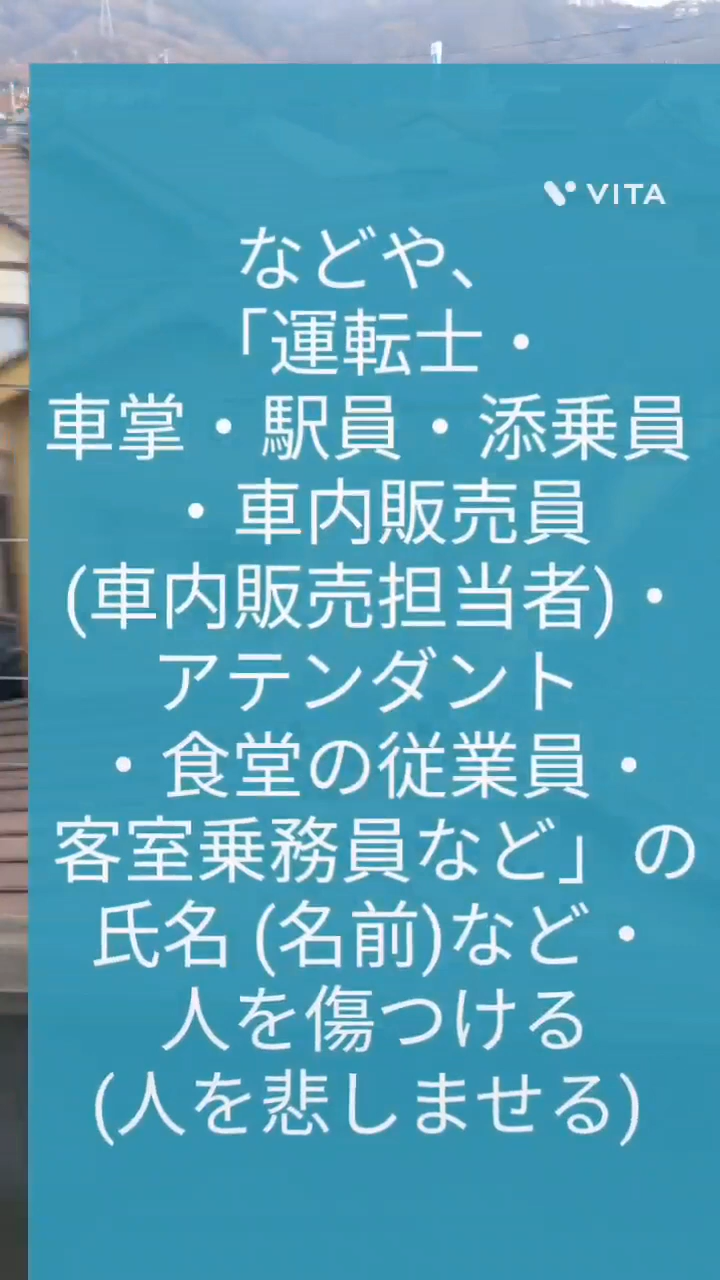 VITA
などや、
「運転士・
車掌・駅員・添乗員
・車内販売員
(車内販売担当者)・
アテンダント
・食堂の従業員・
客室乗務員など」の
氏名 (名前)など・
人を傷つける
(人を悲しませる)